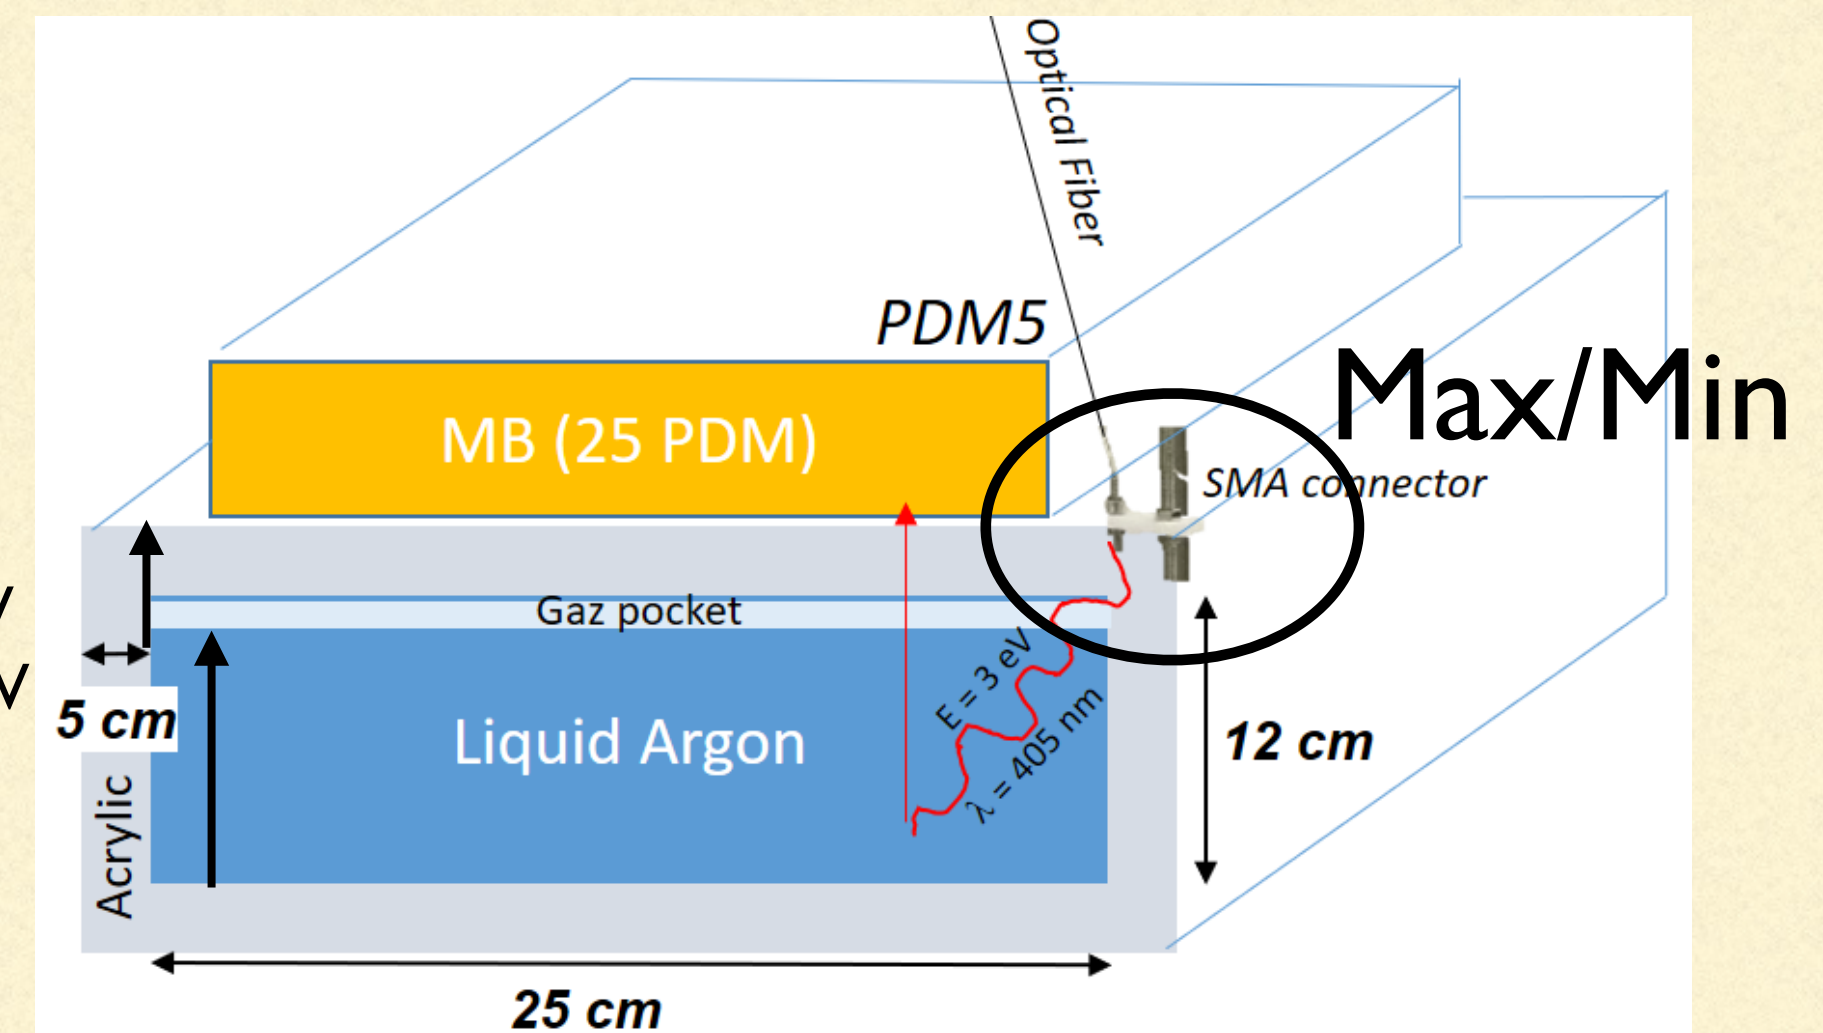 Optical Fiber
PDM5
Max/Min
MB (25 PDM)
SMA connector
Gaz pocket
E = 3 eV
λ = 405 nm
5 cm
Liquid Argon
12 cm
Acrylic
25 cm